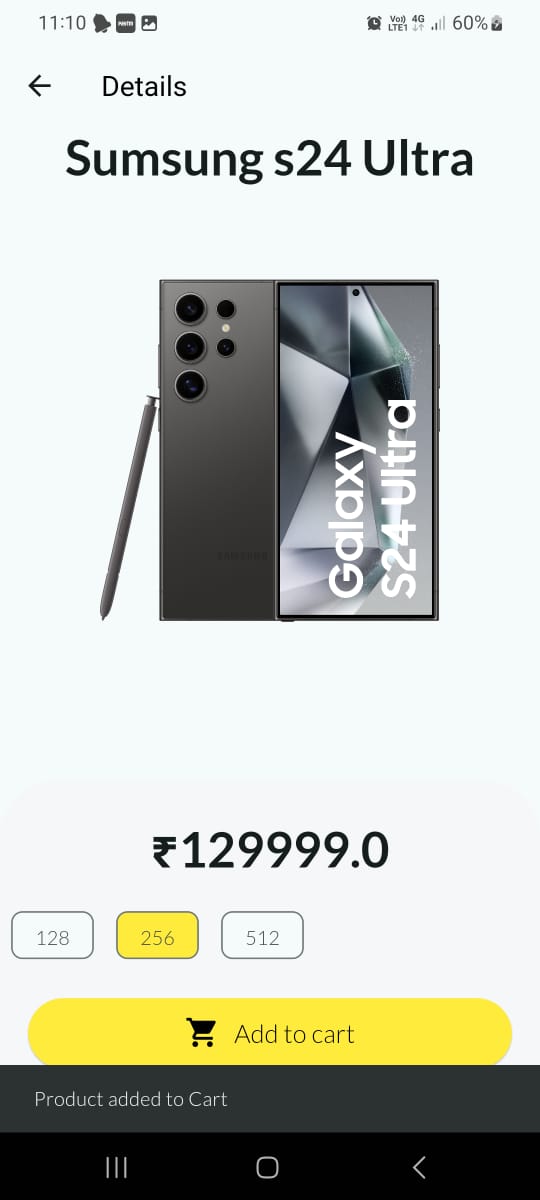 11:10 Paytm Vo)) LTE1 4G 60%
Details
Sumsung s24 Ultra
SAMSUNG
Galaxy
S24 Ultra
₹129999.0
128 256 512
Add to cart
Product added to Cart